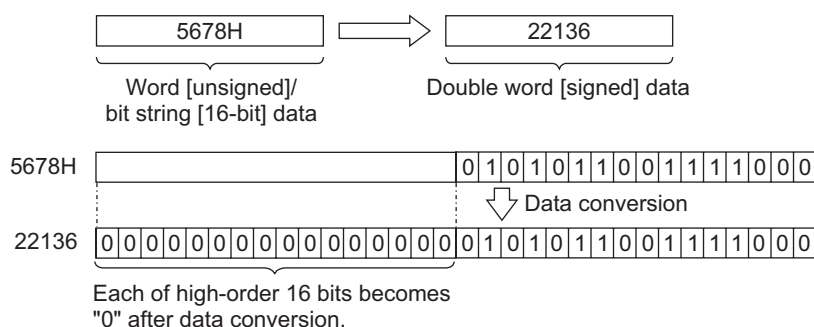 5678H
22136
Word [unsigned]/
bit string [16-bit] data
Double word [signed] data
5678H
0 1 0 1 0 1 1 0 0 1 1 1 1 0 0 0
Data conversion
22136
0 0 0 0 0 0 0 0 0 0 0 0 0 0 0 0 0 1 0 1 0 1 1 0 0 1 1 1 1 0 0 0
Each of high-order 16 bits becomes
"0" after data conversion.